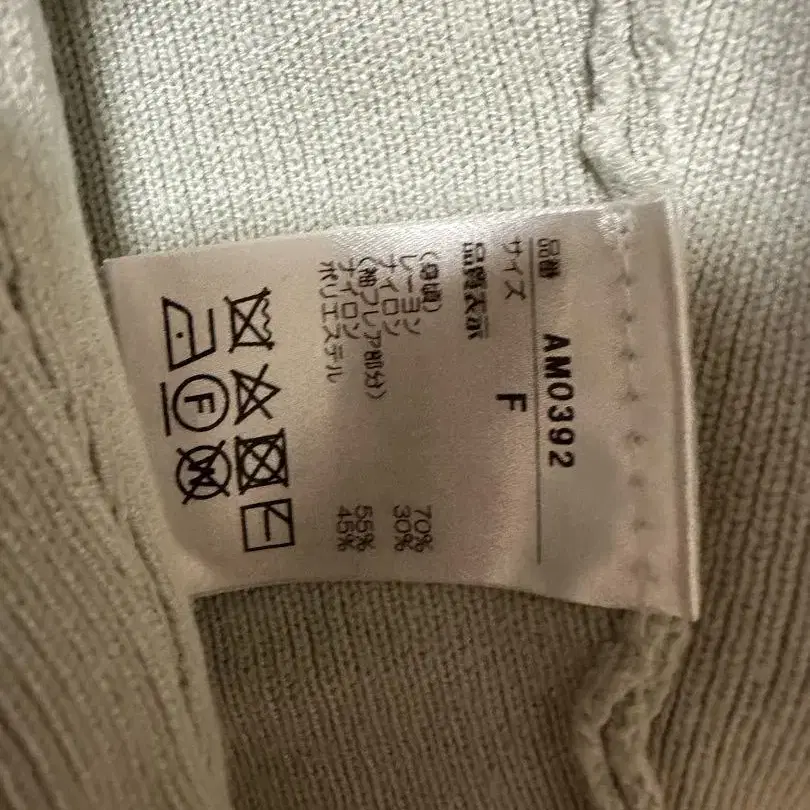 品番 AM0392
サイズ F
品質表示
(身頃)
レーヨン 70%
ナイロン 30%
(袖フレア部分)
ナイロン 55%
ポリエステル 45%
F
W